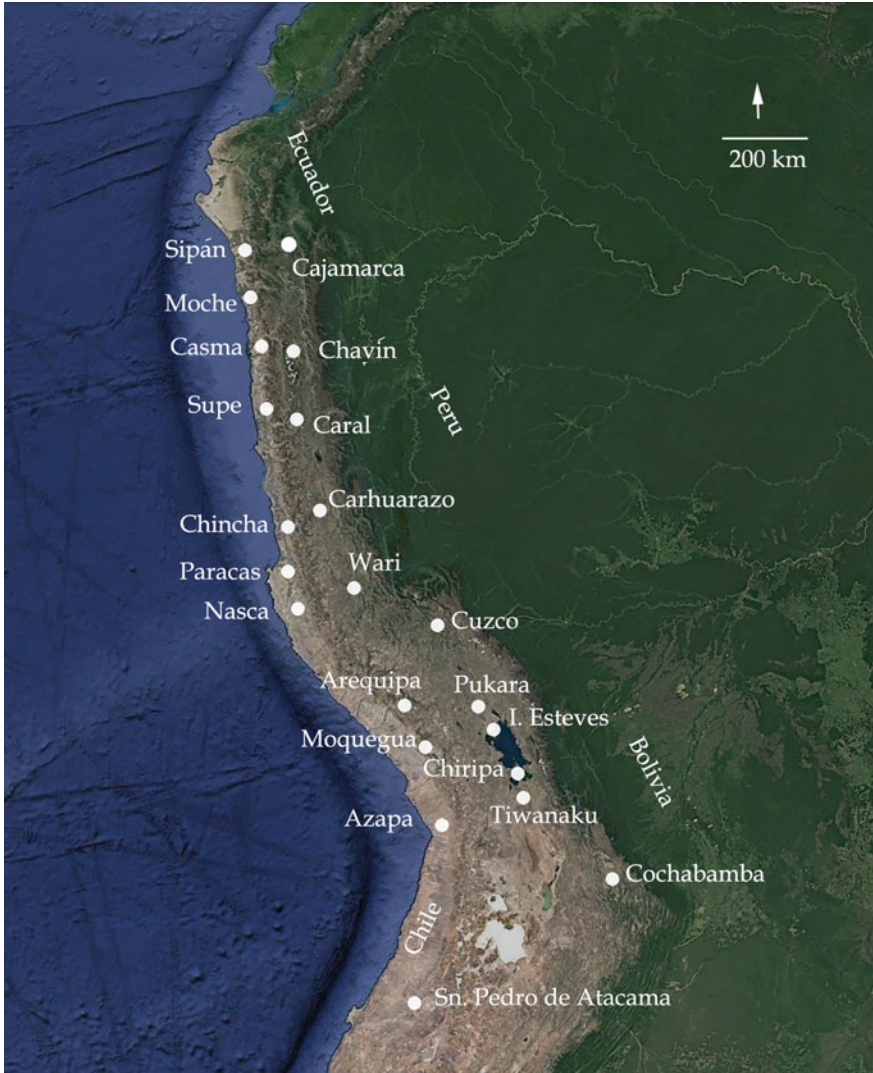 200 km
Ecuador
Sipán
Cajamarca
Moche
Casma
Chavín
Supe
Caral
Peru
Carhuarazo
Chincha
Wari
Paracas
Nasca
Cuzco
Arequipa
Pukara
I. Esteves
Moquegua
Chiripa
Bolivia
Tiwanaku
Azapa
Cochabamba
Chile
Sn. Pedro de Atacama